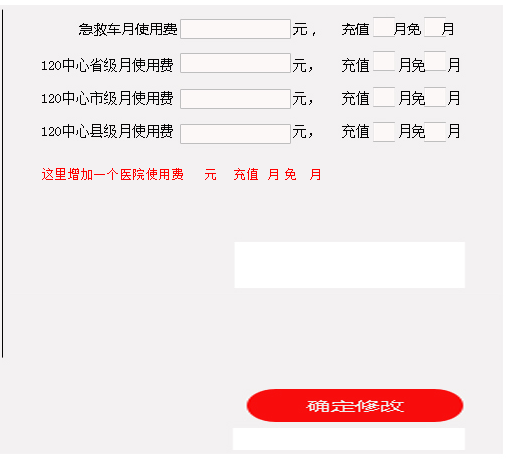 急救车月使用费 元， 充值 月免 月
120中心省级月使用费 元， 充值 月免 月
120中心市级月使用费 元， 充值 月免 月
120中心县级月使用费 元， 充值 月免 月
这里增加一个医院使用费 元 充值 月 免 月
确定修改